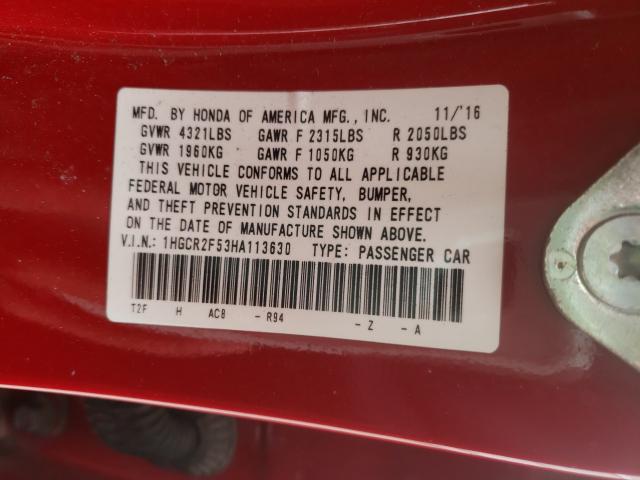 MFD. BY HONDA OF AMERICA MFG., INC. 11/'16
GVWR 4321LBS GAWR F 2315LBS R 2050LBS
GVWR 1960KG GAWR F 1050KG R 930KG
THIS VEHICLE CONFORMS TO ALL APPLICABLE
FEDERAL MOTOR VEHICLE SAFETY, BUMPER,
AND THEFT PREVENTION STANDARDS IN EFFECT
ON THE DATE OF MANUFACTURE SHOWN ABOVE.
V.I.N.: 1HGCR2F53HA113630 TYPE: PASSENGER CAR
T2F H AC8 - R94 - Z - A